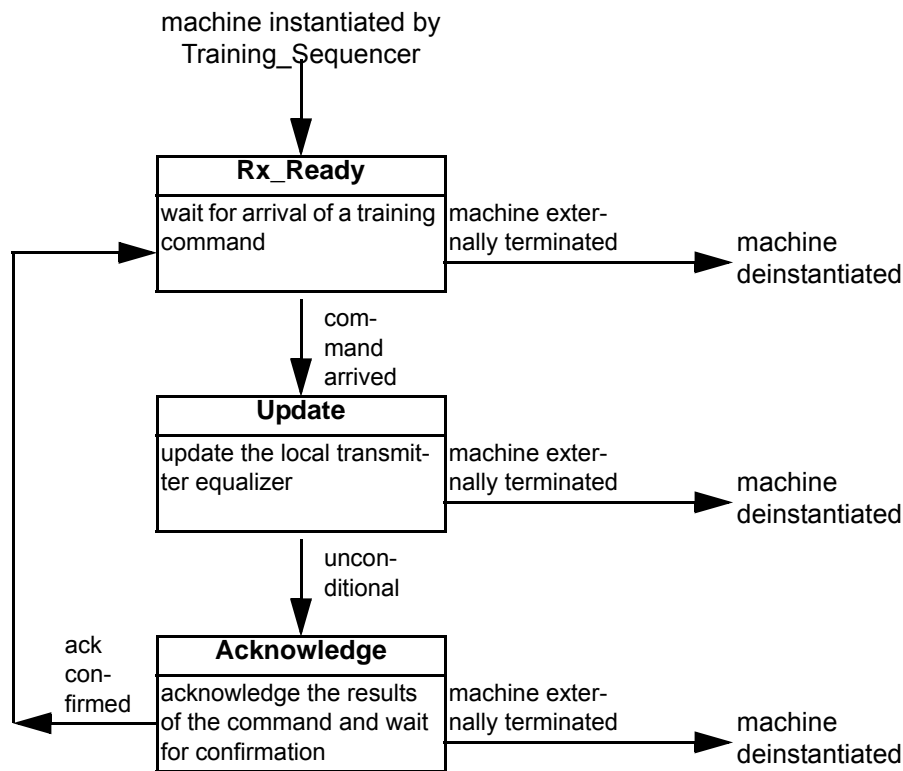 machine instantiated by
Training_Sequencer
Rx_Ready
wait for arrival of a training
command
machine exter-
nally terminated
machine
deinstantiated
com-
mand
arrived
Update
update the local transmit-
ter equalizer
machine exter-
nally terminated
machine
deinstantiated
uncon-
ditional
ack
con-
firmed
Acknowledge
acknowledge the results
of the command and wait
for confirmation
machine exter-
nally terminated
machine
deinstantiated